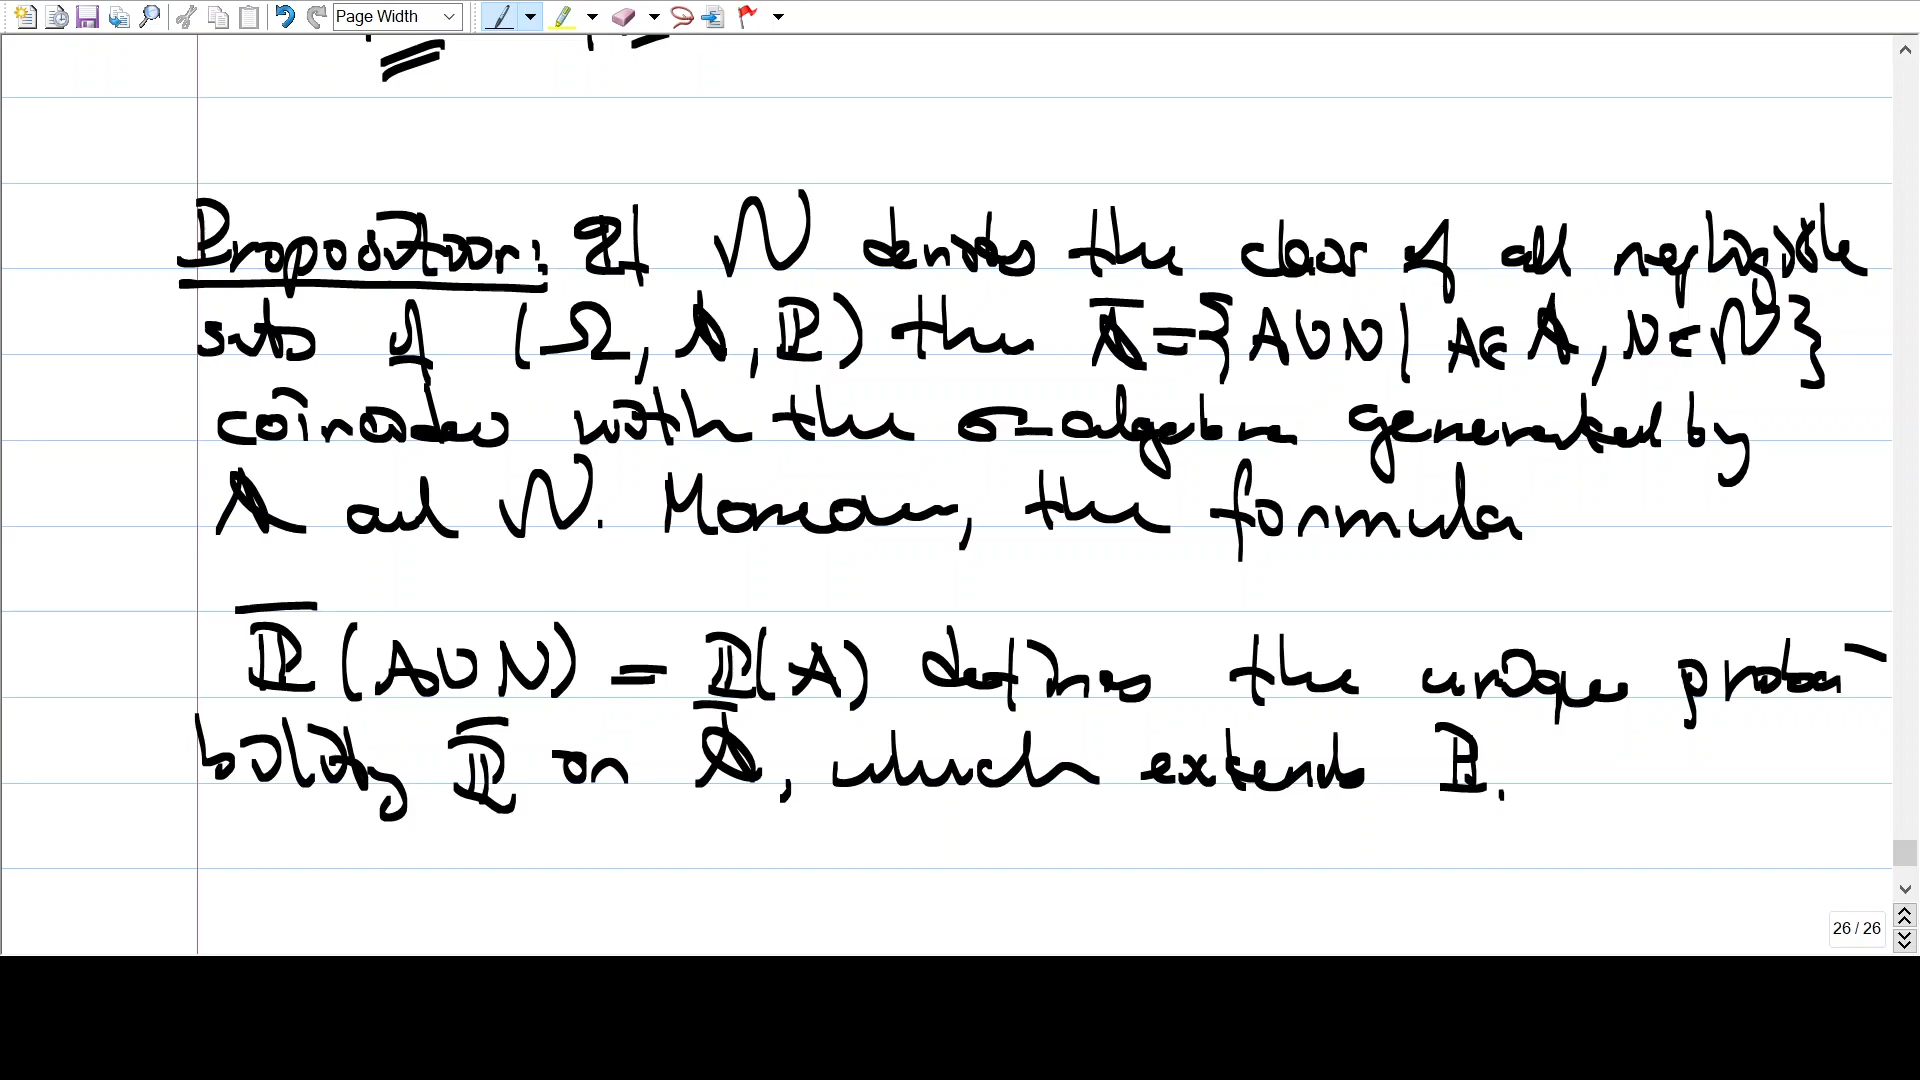 Page Width
Proposition: If 𝒩 denotes the class of all negligible
sets of (Ω, 𝒜, ℙ) then 𝒜̅ = {A∪N | A∈𝒜, N∈𝒩}
coincides with the σ-algebra generated by
𝒜 and 𝒩. Moreover, the formula
ℙ̅(A∪N) = ℙ(A) defines the unique proba-
bility ℙ̅ on 𝒜̅, which extends ℙ.
26 / 26